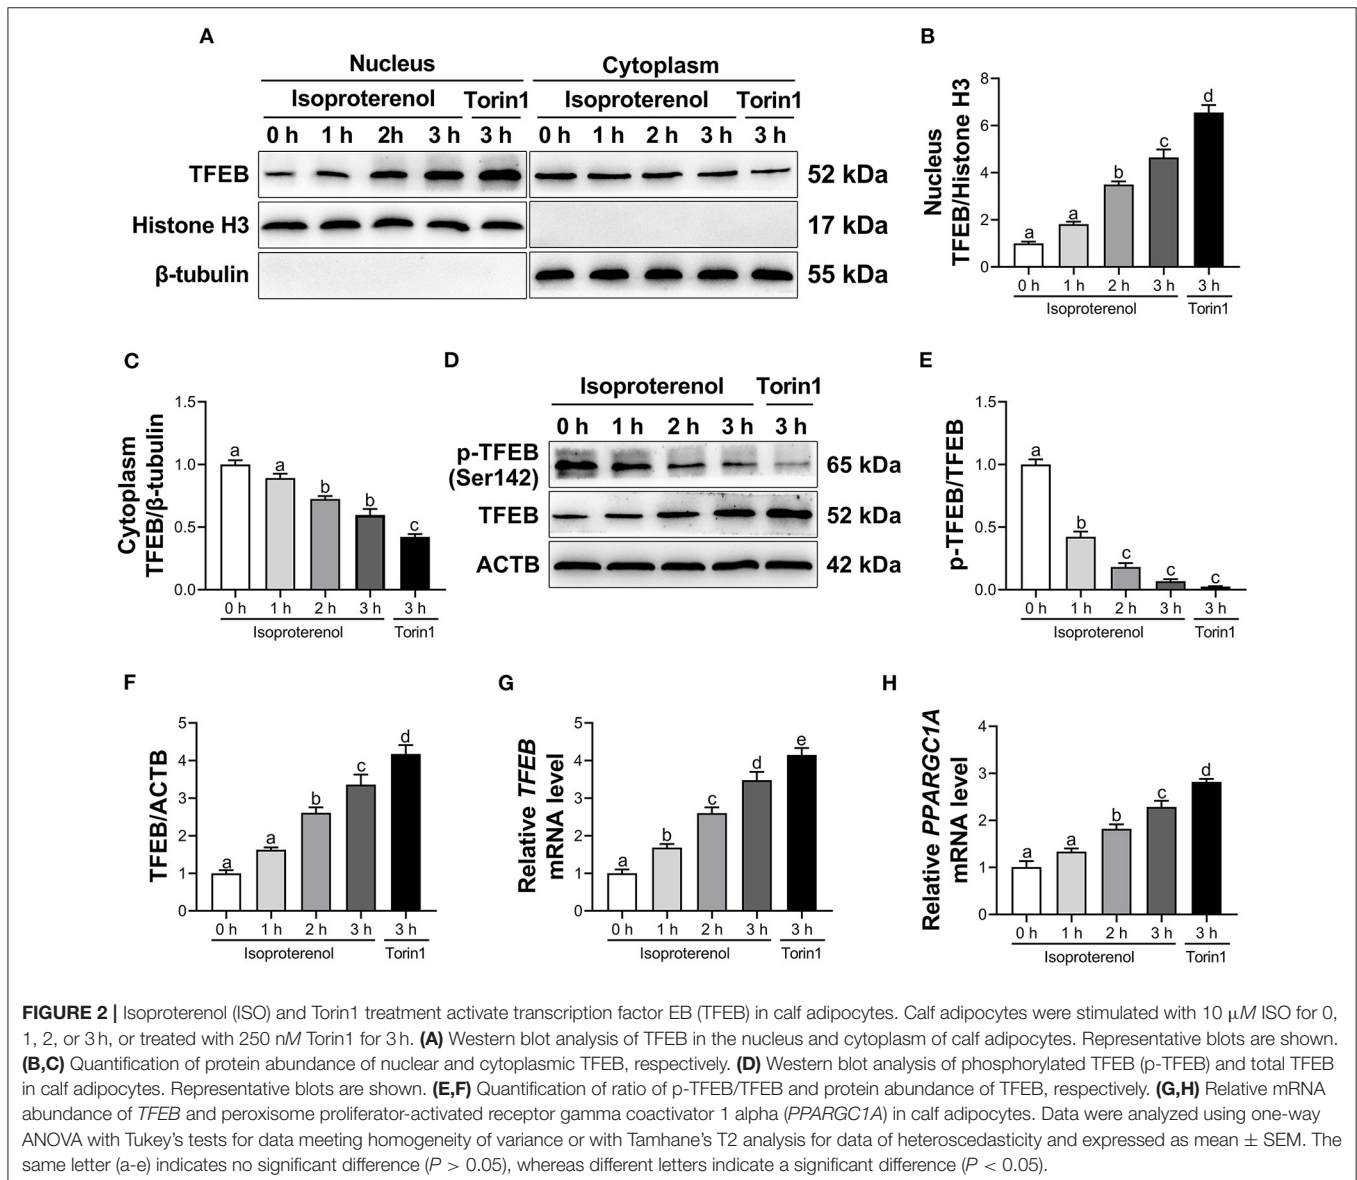 A
Nucleus Cytoplasm
Isoproterenol Torin1 Isoproterenol Torin1
0 h 1 h 2h 3 h 3 h 0 h 1 h 2 h 3 h 3 h
TFEB 52 kDa
Histone H3 17 kDa
β-tubulin 55 kDa
B
Nucleus
TFEB/Histone H3
8
6
4
2
0
a a b c d
0 h 1 h 2 h 3 h 3 h
Isoproterenol Torin1
C
Cytoplasm
TFEB/β-tubulin
1.5
1.0
0.5
0.0
a a b b c
0 h 1 h 2 h 3 h 3 h
Isoproterenol Torin1
D
Isoproterenol Torin1
0 h 1 h 2 h 3 h 3 h
p-TFEB
(Ser142) 65 kDa
TFEB 52 kDa
ACTB 42 kDa
E
p-TFEB/TFEB
1.5
1.0
0.5
0.0
a b c c c
0 h 1 h 2 h 3 h 3 h
Isoproterenol Torin1
F
TFEB/ACTB
5
4
3
2
1
0
a a b c d
0 h 1 h 2 h 3 h 3 h
Isoproterenol Torin1
G
Relative TFEB
mRNA level
5
4
3
2
1
0
a b c d e
0 h 1 h 2 h 3 h 3 h
Isoproterenol Torin1
H
Relative PPARGC1A
mRNA level
4
3
2
1
0
a a b c d
0 h 1 h 2 h 3 h 3 h
Isoproterenol Torin1
FIGURE 2 | Isoproterenol (ISO) and Torin1 treatment activate transcription factor EB (TFEB) in calf adipocytes. Calf adipocytes were stimulated with 10 μM ISO for 0,
1, 2, or 3 h, or treated with 250 nM Torin1 for 3 h. (A) Western blot analysis of TFEB in the nucleus and cytoplasm of calf adipocytes. Representative blots are shown.
(B,C) Quantification of protein abundance of nuclear and cytoplasmic TFEB, respectively. (D) Western blot analysis of phosphorylated TFEB (p-TFEB) and total TFEB
in calf adipocytes. Representative blots are shown. (E,F) Quantification of ratio of p-TFEB/TFEB and protein abundance of TFEB, respectively. (G,H) Relative mRNA
abundance of TFEB and peroxisome proliferator-activated receptor gamma coactivator 1 alpha (PPARGC1A) in calf adipocytes. Data were analyzed using one-way
ANOVA with Tukey's tests for data meeting homogeneity of variance or with Tamhane's T2 analysis for data of heteroscedasticity and expressed as mean ± SEM. The
same letter (a-e) indicates no significant difference (P > 0.05), whereas different letters indicate a significant difference (P < 0.05).